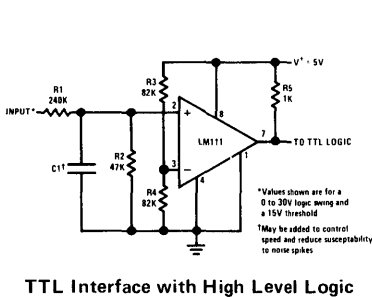 V+ - 5V
R1
240K
R3
82K
R5
1K
INPUT*
2
+
8
LM111
7
TO TTL LOGIC
C1†
R2
47K
3
−
R4
82K
4
1
*Values shown are for a
0 to 30V logic swing and
a 15V threshold
†May be added to control
speed and reduce susceptability
to noise spikes
TTL Interface with High Level Logic